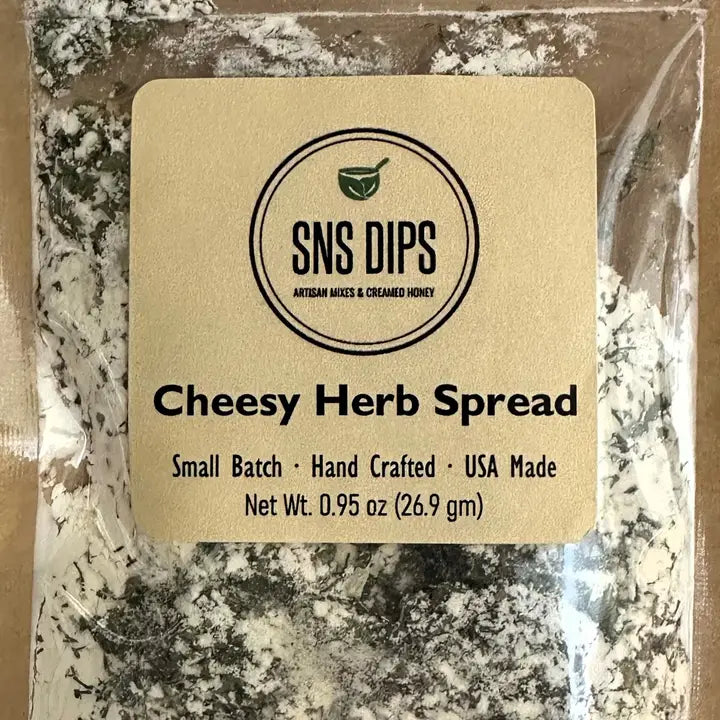 SNS DIPS
ARTISAN MIXES & CREAMED HONEY
Cheesy Herb Spread
Small Batch · Hand Crafted · USA Made
Net Wt. 0.95 oz (26.9 gm)